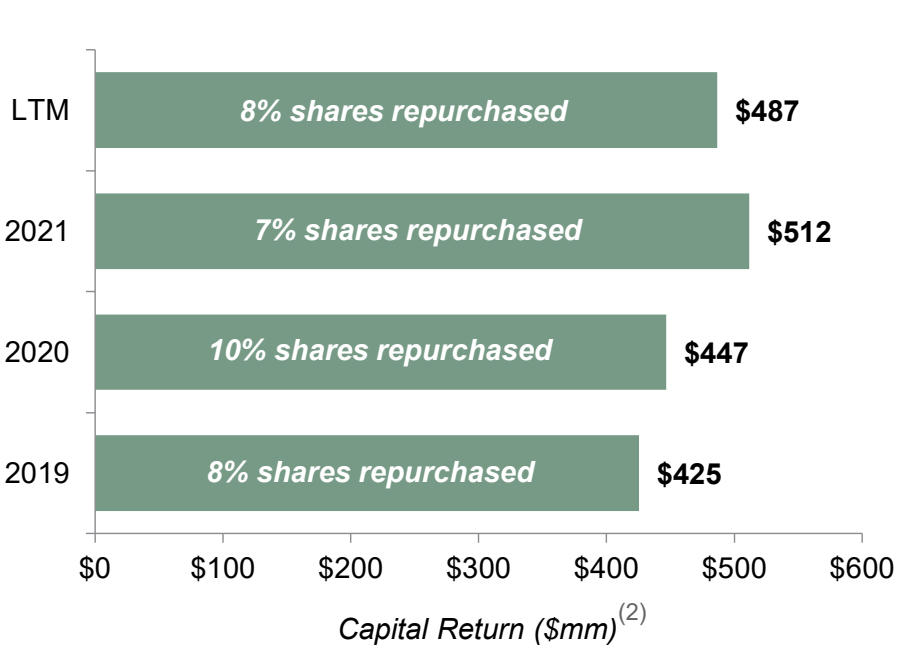 LTM 8% shares repurchased $487
2021 7% shares repurchased $512
2020 10% shares repurchased $447
2019 8% shares repurchased $425
$0 $100 $200 $300 $400 $500 $600
Capital Return ($mm)(2)